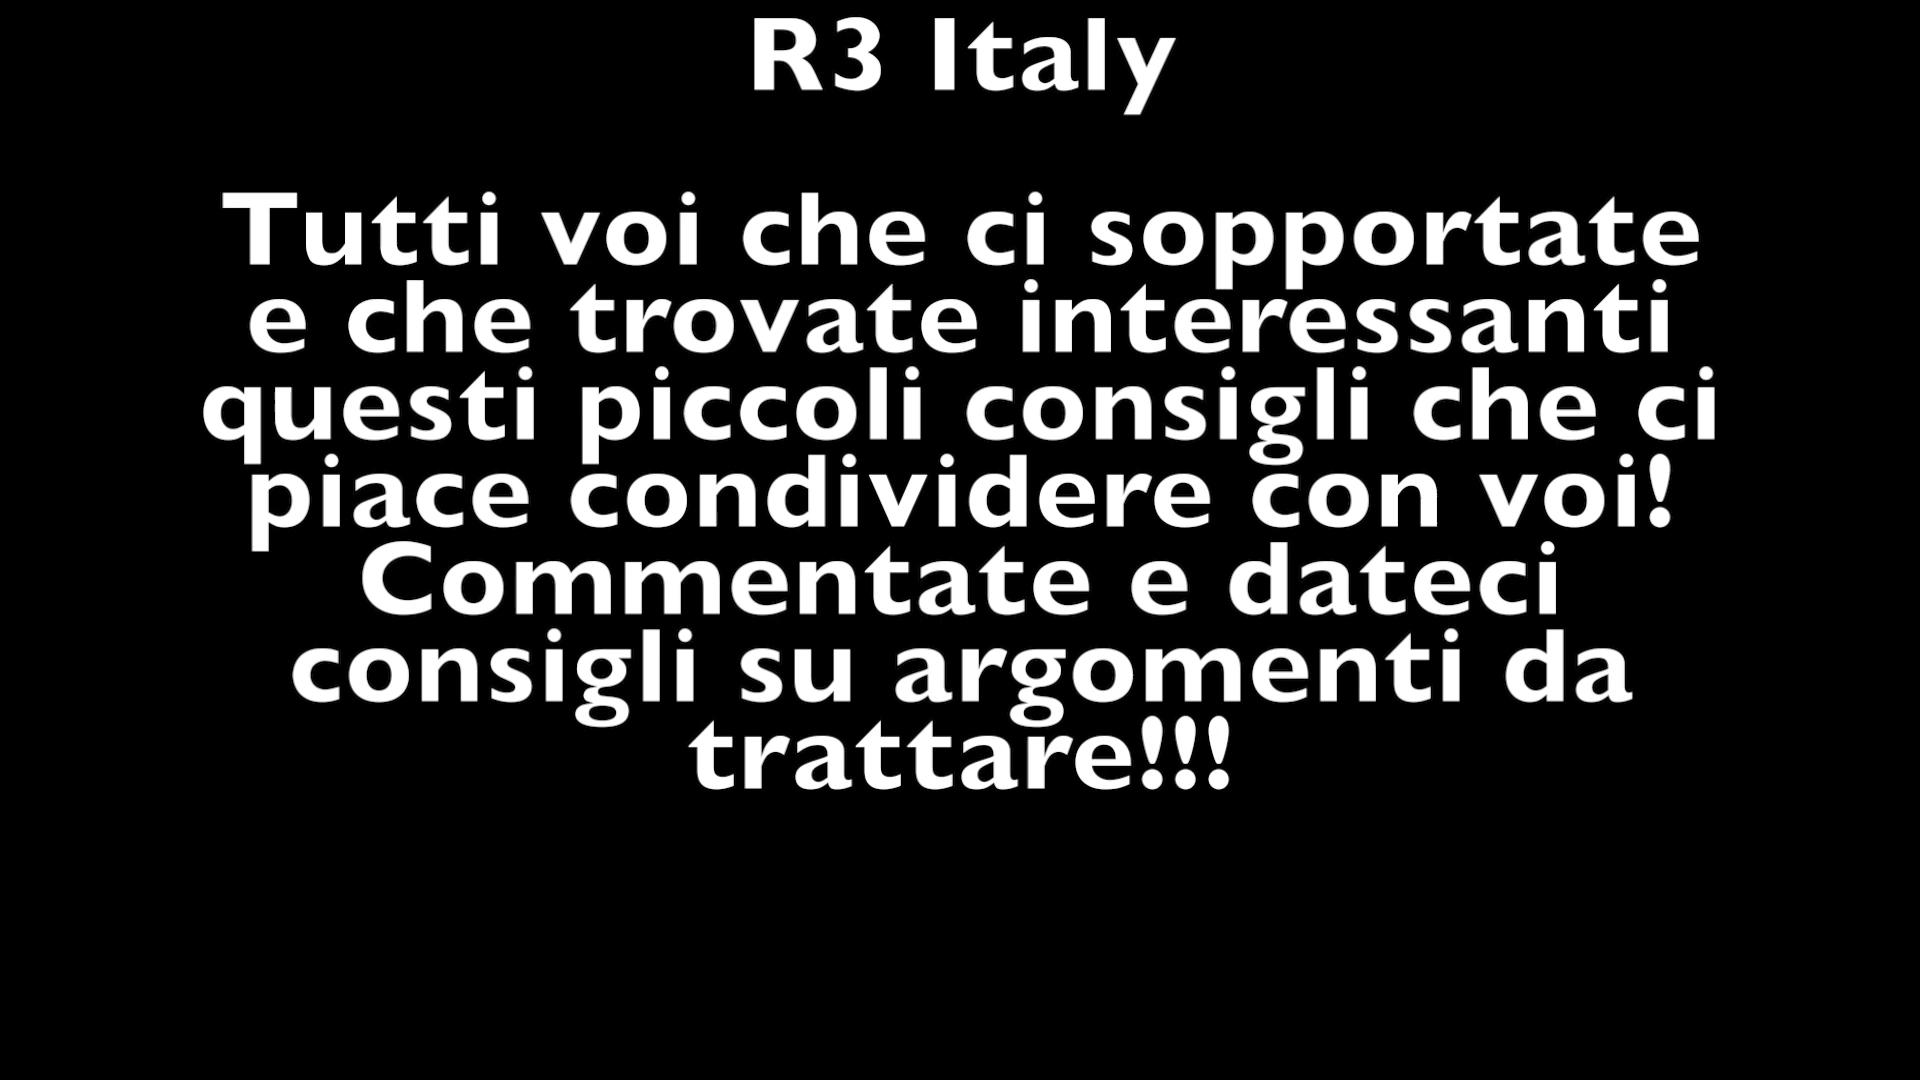 R3 Italy
Tutti voi che ci sopportate
e che trovate interessanti
questi piccoli consigli che ci
piace condividere con voi!
Commentate e dateci
consigli su argomenti da
trattare!!!